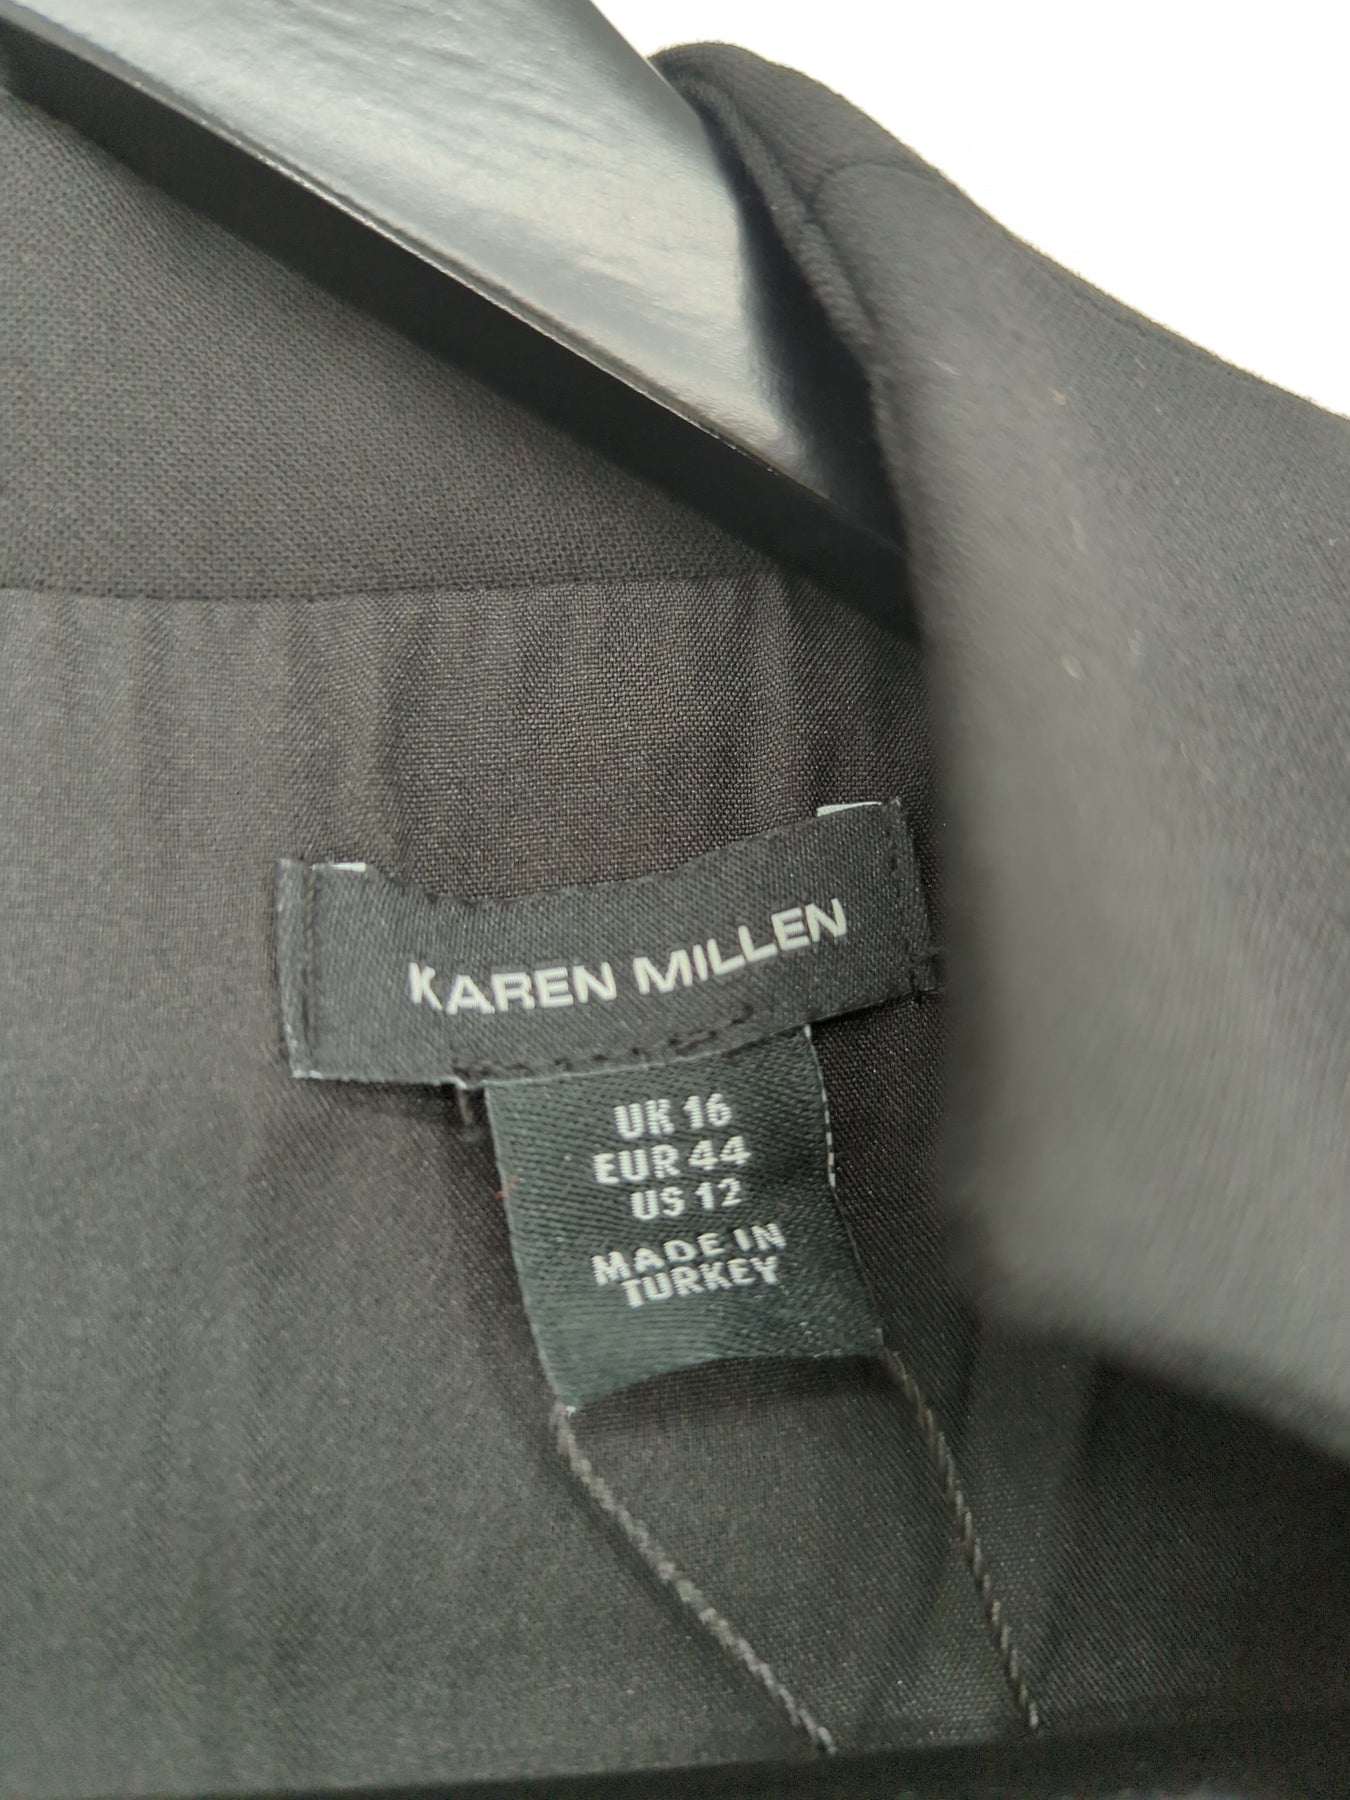 KAREN MILLEN
UK 16
EUR 44
US 12
MADE IN
TURKEY